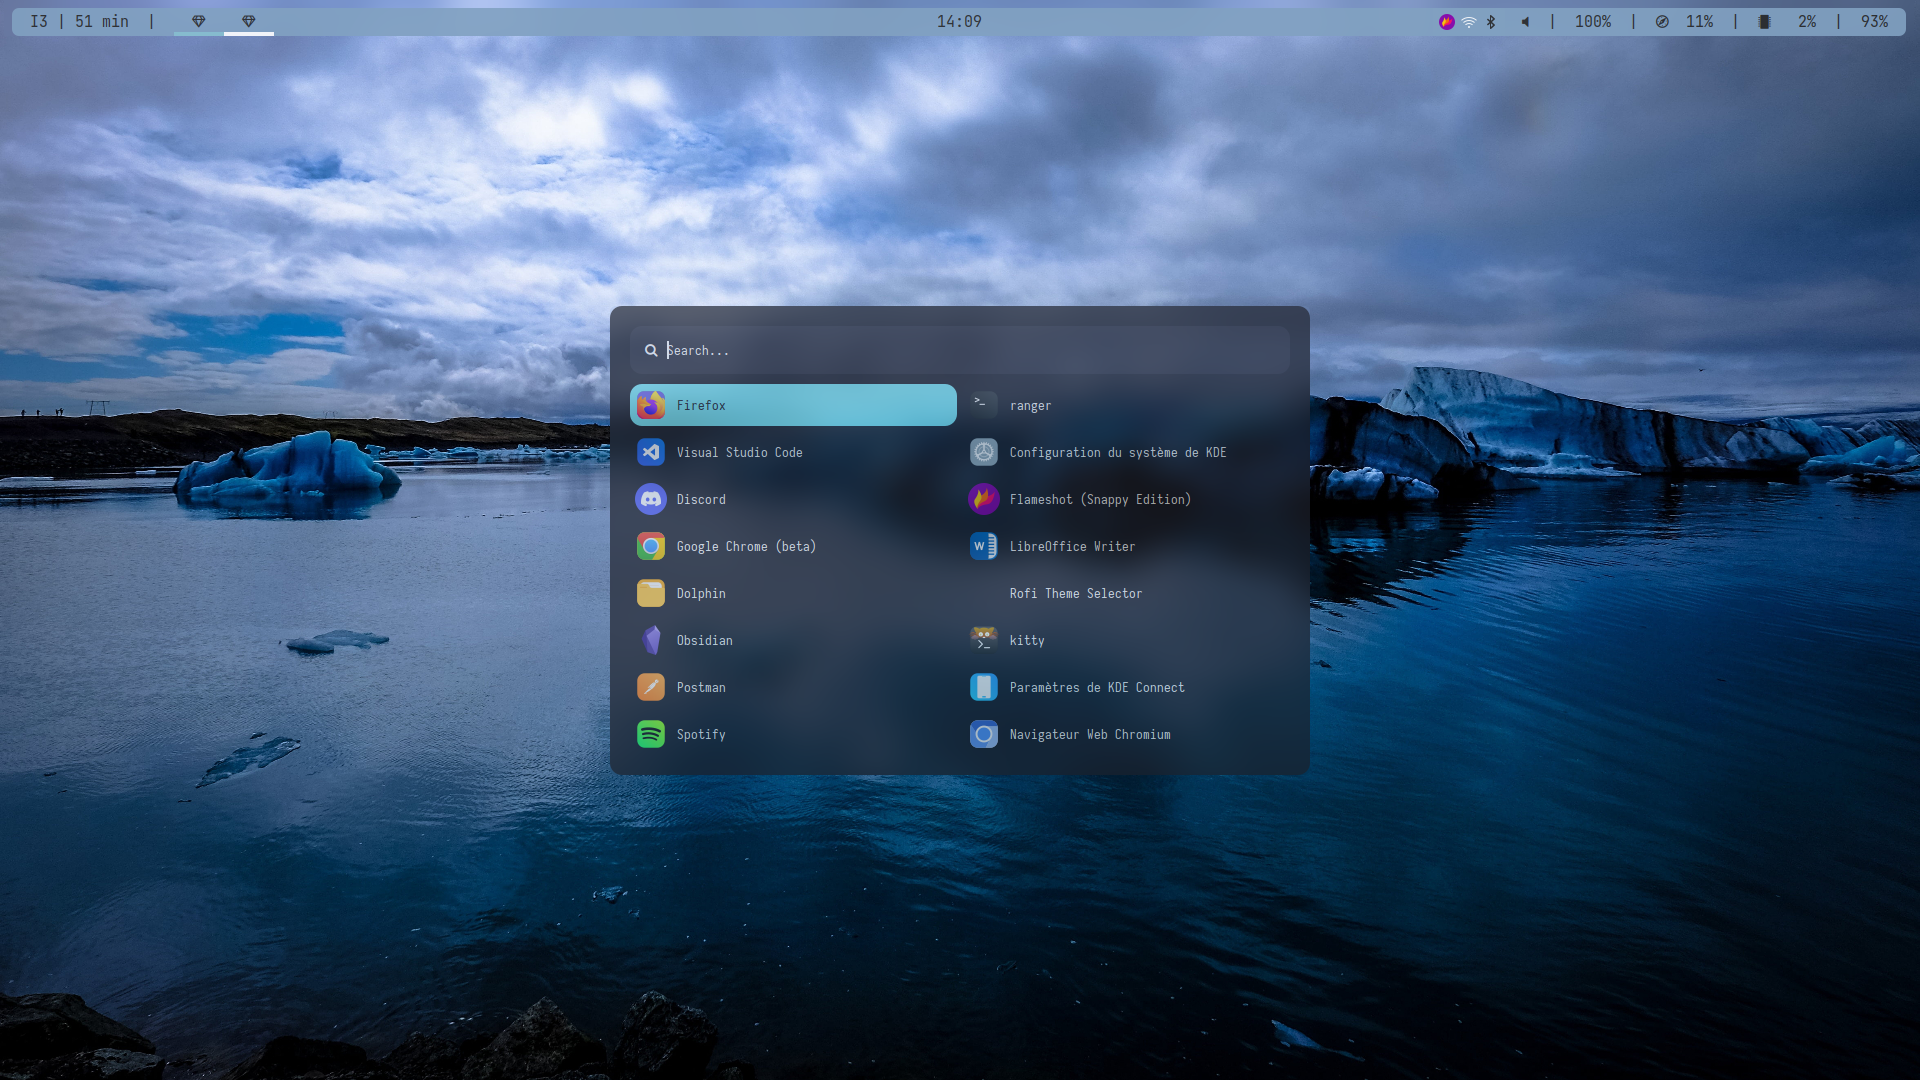 I3 | 51 min |
14:09
| 100% | 11% | 2% | 93%
Search...
Firefox
ranger
Visual Studio Code
Configuration du système de KDE
Discord
Flameshot (Snappy Edition)
Google Chrome (beta)
LibreOffice Writer
Dolphin
Rofi Theme Selector
Obsidian
kitty
Postman
Paramètres de KDE Connect
Spotify
Navigateur Web Chromium